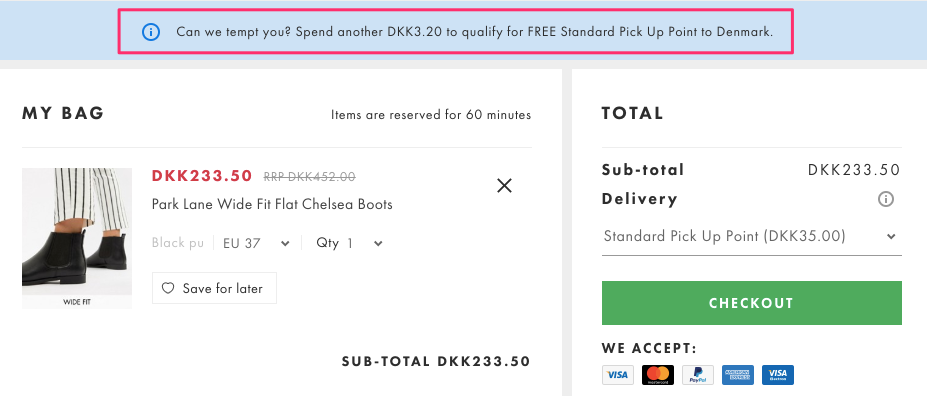 Can we tempt you? Spend another DKK3.20 to qualify for FREE Standard Pick Up Point to Denmark.
MY BAG
Items are reserved for 60 minutes
DKK233.50 RRP DKK452.00
Park Lane Wide Fit Flat Chelsea Boots
Black pu EU 37 Qty 1
Save for later
WIDE FIT
SUB-TOTAL DKK233.50
TOTAL
Sub-total DKK233.50
Delivery
Standard Pick Up Point (DKK35.00)
CHECKOUT
WE ACCEPT:
VISA mastercard PayPal AMERICAN EXPRESS VISA Electron